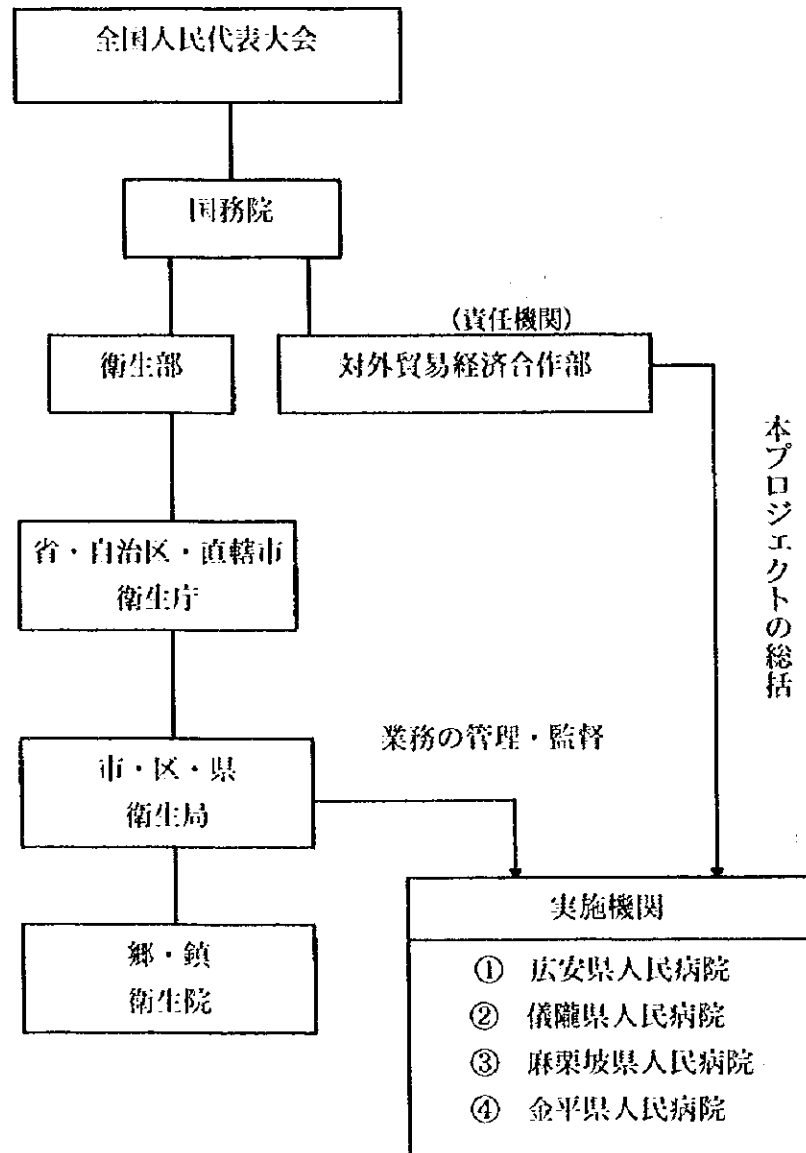 全国人民代表大会
国務院
(責任機関)
衛生部
対外貿易経済合作部
本プロジェクトの総括
省・自治区・直轄市
衛生庁
業務の管理・監督
市・区・県
衛生局
実施機関
郷・鎮
衛生院
① 広安県人民病院
② 儀隴県人民病院
③ 麻栗坡県人民病院
④ 金平県人民病院